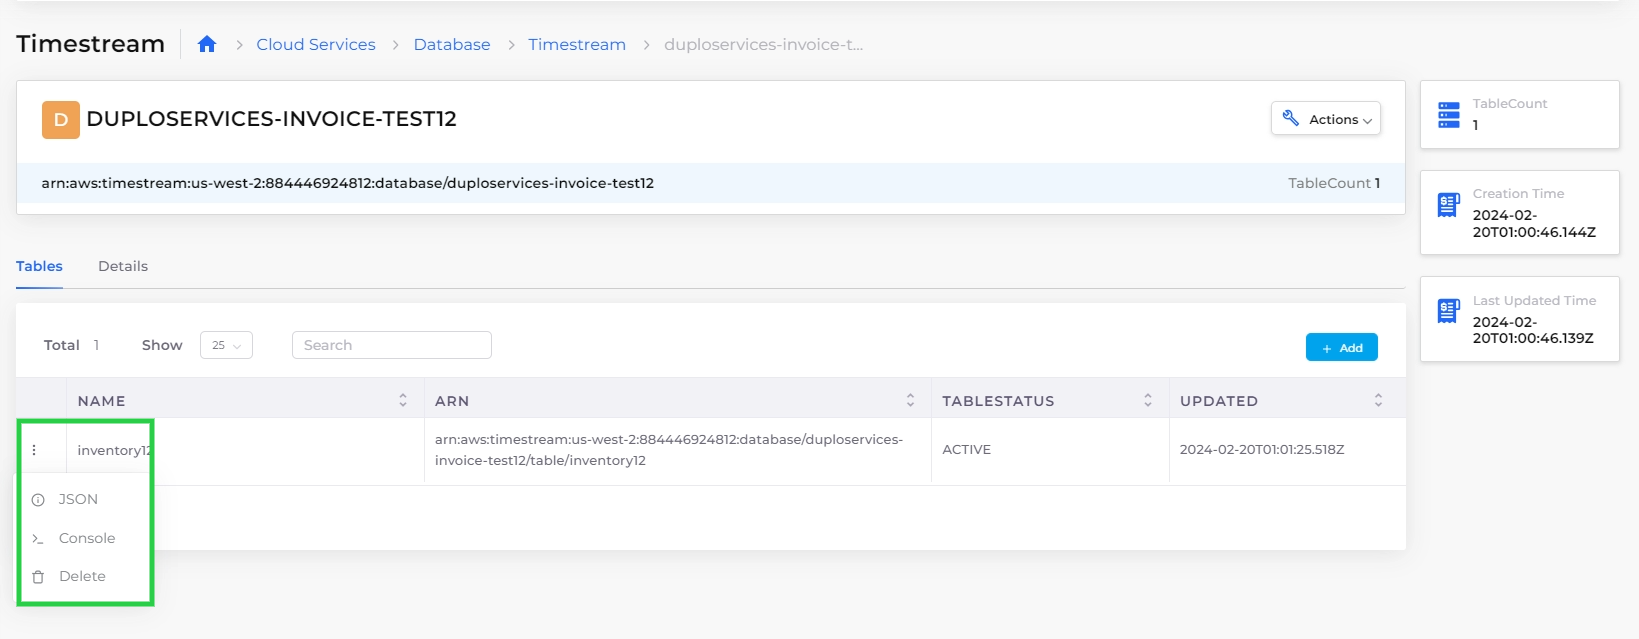 Timestream
Cloud Services > Database > Timestream > duploservices-invoice-t...
D DUPLOSERVICES-INVOICE-TEST12
Actions
arn:aws:timestream:us-west-2:884446924812:database/duploservices-invoice-test12
TableCount 1
TableCount
1
Creation Time
2024-02-
20T01:00:46.144Z
Last Updated Time
2024-02-
20T01:00:46.139Z
Tables Details
Total 1 Show 25 Search
+ Add
NAME ARN TABLESTATUS UPDATED
inventory12
arn:aws:timestream:us-west-2:884446924812:database/duploservices-
invoice-test12/table/inventory12
ACTIVE
2024-02-20T01:01:25.518Z
JSON
Console
Delete